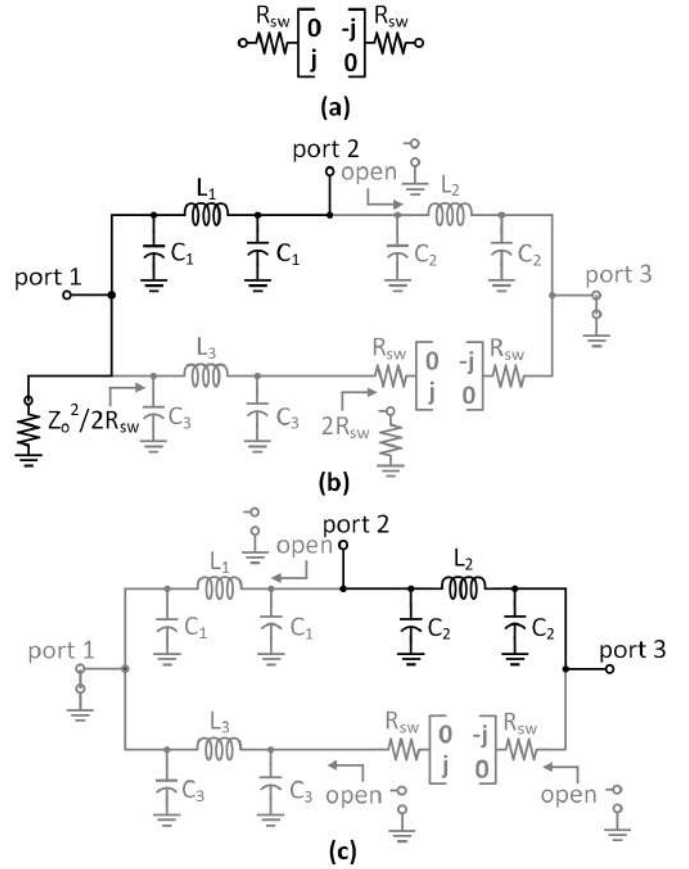 Rsw Rsw
0 -j
j 0
(a)
port 2
open
L1 L2
C1 C1 C2 C2
port 1
port 3
L3 Rsw 0 -j Rsw
j 0
Zo²/2Rsw C3 C3 2Rsw
(b)
port 2
open
L1 L2
C1 C1 C2 C2
port 1
port 3
L3 Rsw 0 -j Rsw
j 0
C3 C3 open open
(c)